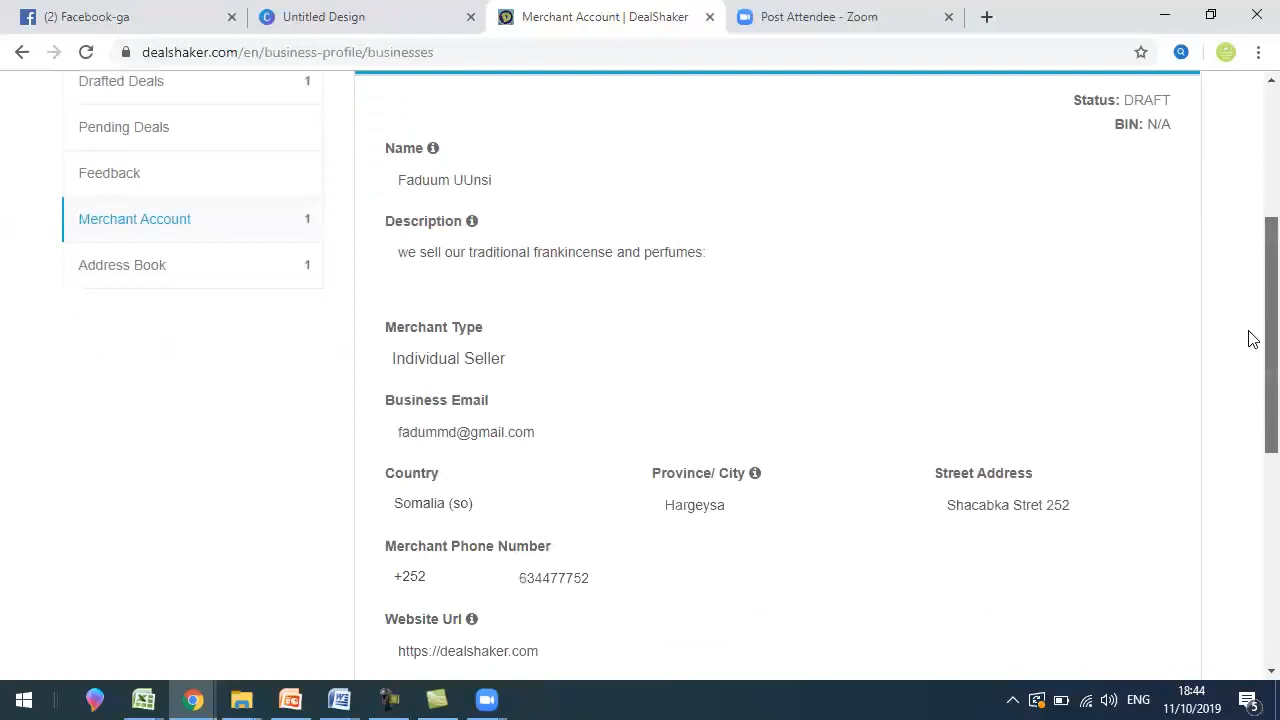 (2) Facebook-ga
Untitled Design
Merchant Account | DealShaker
Post Attendee - Zoom
dealshaker.com/en/business-profile/businesses
Drafted Deals 1
Pending Deals
Feedback
Merchant Account 1
Address Book 1
Status: DRAFT
BIN: N/A
Name
Faduum UUnsi
Description
we sell our traditional frankincense and perfumes:
Merchant Type
Individual Seller
Business Email
fadummd@gmail.com
Country Province/ City Street Address
Somalia (so) Hargeysa Shacabka Stret 252
Merchant Phone Number
+252 634477752
Website Url
https://dealshaker.com
ENG
18:44
11/10/2019
5